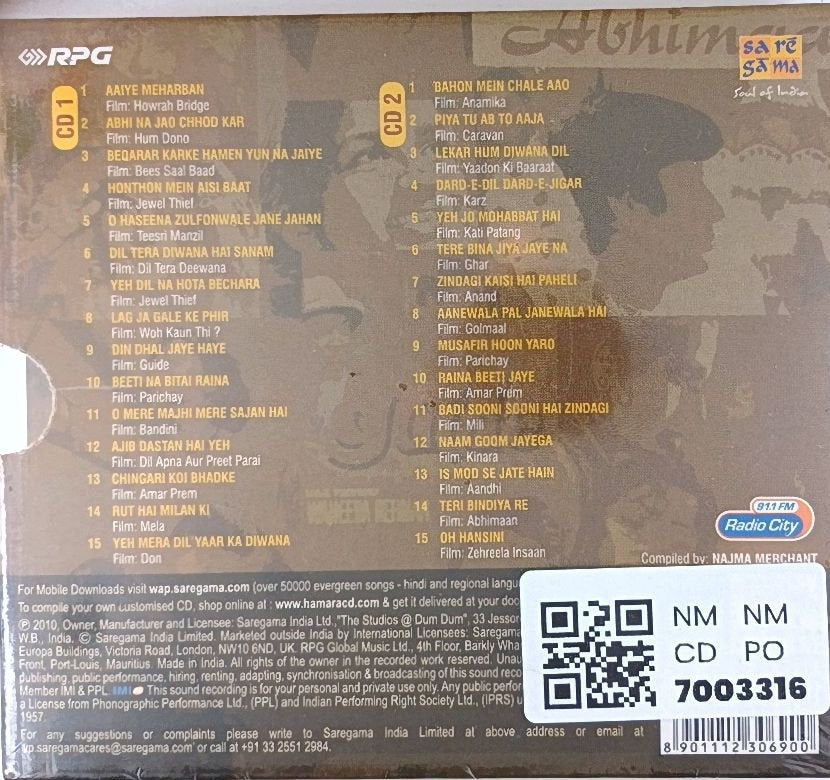 Abhimaa
RPG
sa rē
ga ma
Soul of India
CD 1
1 AAIYE MEHARBAN
Film: Howrah Bridge
2 ABHI NA JAO CHHOD KAR
Film: Hum Dono
3 BEQARAR KARKE HAMEN YUN NA JAIYE
Film: Bees Saal Baad
4 HONTHON MEIN AISI BAAT
Film: Jewel Thief
5 O HASEENA ZULFONWALE JANE JAHAN
Film: Teesri Manzil
6 DIL TERA DIWANA HAI SANAM
Film: Dil Tera Deewana
7 YEH DIL NA HOTA BECHARA
Film: Jewel Thief
8 LAG JA GALE KE PHIR
Film: Woh Kaun Thi ?
9 DIN DHAL JAYE HAYE
Film: Guide
10 BEETI NA BITAI RAINA
Film: Parichay
11 O MERE MAJHI MERE SAJAN HAI
Film: Bandini
12 AJIB DASTAN HAI YEH
Film: Dil Apna Aur Preet Parai
13 CHINGARI KOI BHADKE
Film: Amar Prem
14 RUT HAI MILAN KI
Film: Mela
15 YEH MERA DIL YAAR KA DIWANA
Film: Don
CD 2
1 BAHON MEIN CHALE AAO
Film: Anamika
2 PIYA TU AB TO AAJA
Film: Caravan
3 LEKAR HUM DIWANA DIL
Film: Yaadon Ki Baaraat
4 DARD-E-DIL DARD-E-JIGAR
Film: Karz
5 YEH JO MOHABBAT HAI
Film: Kati Patang
6 TERE BINA JIYA JAYE NA
Film: Ghar
7 ZINDAGI KAISI HAI PAHELI
Film: Anand
8 AANEWALA PAL JANEWALA HAI
Film: Golmaal
9 MUSAFIR HOON YARO
Film: Parichay
10 RAINA BEETI JAYE
Film: Amar Prem
11 BADI SOONI SOONI HAI ZINDAGI
Film: Mili
12 NAAM GOOM JAYEGA
Film: Kinara
13 IS MOD SE JATE HAIN
Film: Aandhi
14 TERI BINDIYA RE
Film: Abhimaan
15 OH HANSINI
Film: Zehreela Insaan
91.1 FM
Radio City
Compiled by: NAJMA MERCHANT
For Mobile Downloads visit wap.saregama.com (over 50000 evergreen songs - hindi and regional langu
To compile your own customised CD, shop online at : www.hamaracd.com & get it delivered at your doo
℗ 2010, Owner, Manufacturer and Licensee: Saregama India Ltd.,"The Studios @ Dum Dum", 33 Jessor
W.B., India. © Saregama India Limited. Marketed outside India by International Licensees: Saregama
Europa Buildings, Victoria Road, London, NW10 6ND, UK. RPG Global Music Ltd., 4th Floor, Barkly Wha
Front, Port-Louis, Mauritius. Made in India. All rights of the owner in the recorded work reserved. Unau
publishing, public performance, hiring, renting, adapting, synchronisation & broadcasting of this sound reco
Member IMI & PPL. IMI This sound recording is for your personal and private use only. Any public perfor
a License from Phonographic Performance Ltd., (PPL) and Indian Performing Right Society Ltd., (IPRS) u
1957.
For any suggestions or complaints please write to Saregama India Limited at above address or email at
wp.saregamacares@saregama.com' or call at +91 33 2551 2984.
NM NM
CD PO
7003316
8 901112 306900